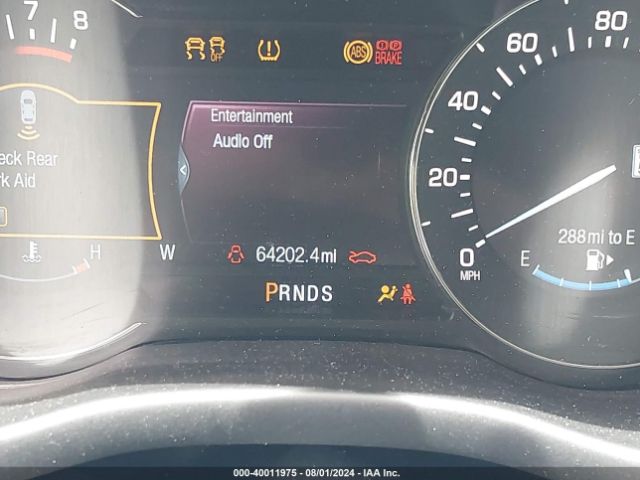 7 8
60 80
40
20
0
MPH
OFF
ABS
BRAKE
Entertainment
Audio Off
eck Rear
rk Aid
H
W
64202.4mi
PRNDS
288mi to E
E
000-40011975 - 08/01/2024 - IAA Inc.